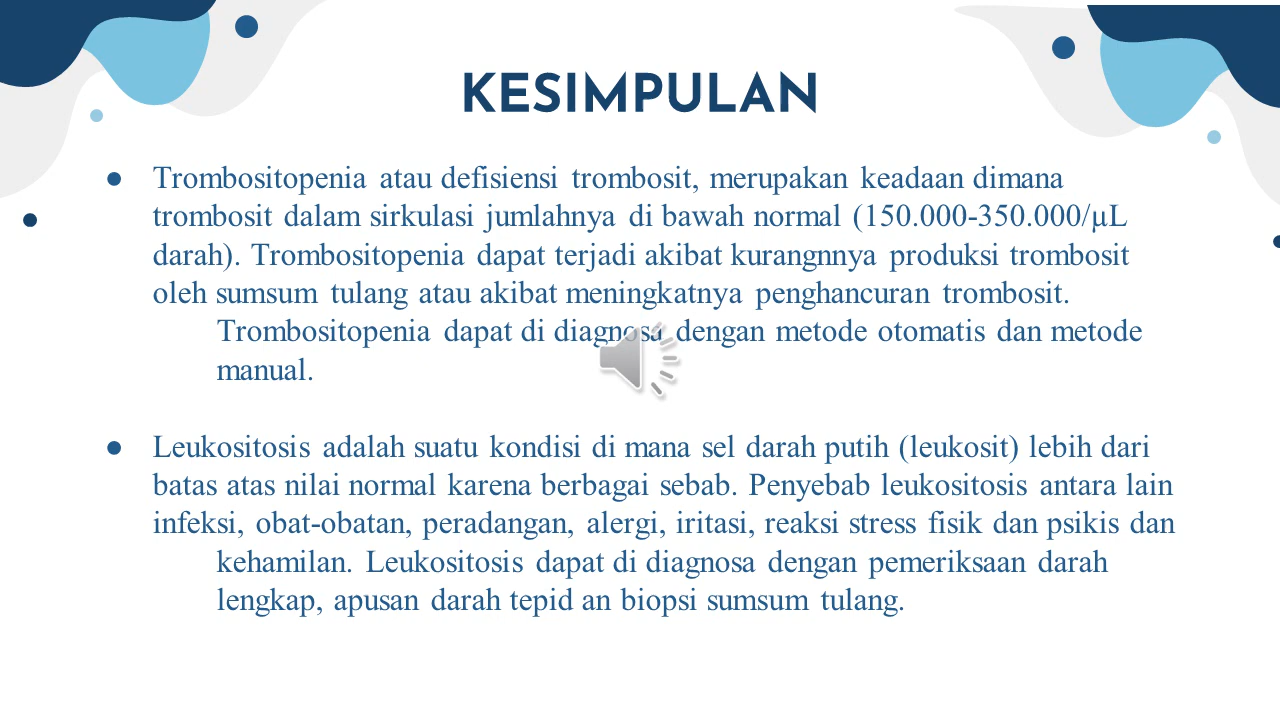 KESIMPULAN
● Trombositopenia atau defisiensi trombosit, merupakan keadaan dimana
trombosit dalam sirkulasi jumlahnya di bawah normal (150.000-350.000/µL
darah). Trombositopenia dapat terjadi akibat kurangnnya produksi trombosit
oleh sumsum tulang atau akibat meningkatnya penghancuran trombosit.
Trombositopenia dapat di diagnosa dengan metode otomatis dan metode
manual.
● Leukositosis adalah suatu kondisi di mana sel darah putih (leukosit) lebih dari
batas atas nilai normal karena berbagai sebab. Penyebab leukositosis antara lain
infeksi, obat-obatan, peradangan, alergi, iritasi, reaksi stress fisik dan psikis dan
kehamilan. Leukositosis dapat di diagnosa dengan pemeriksaan darah
lengkap, apusan darah tepid an biopsi sumsum tulang.